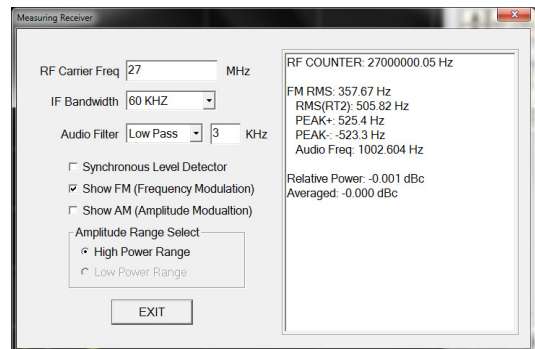 Measuring Receiver
RF Carrier Freq 27 MHz
IF Bandwidth 60 KHZ
Audio Filter Low Pass 3 KHz
Synchronous Level Detector
Show FM (Frequency Modulation)
Show AM (Amplitude Modualtion)
Amplitude Range Select
High Power Range
Low Power Range
EXIT
RF COUNTER: 27000000.05 Hz
FM RMS: 357.67 Hz
RMS(RT2): 505.82 Hz
PEAK+: 525.4 Hz
PEAK-: -523.3 Hz
Audio Freq: 1002.604 Hz
Relative Power: -0.001 dBc
Averaged: -0.000 dBc